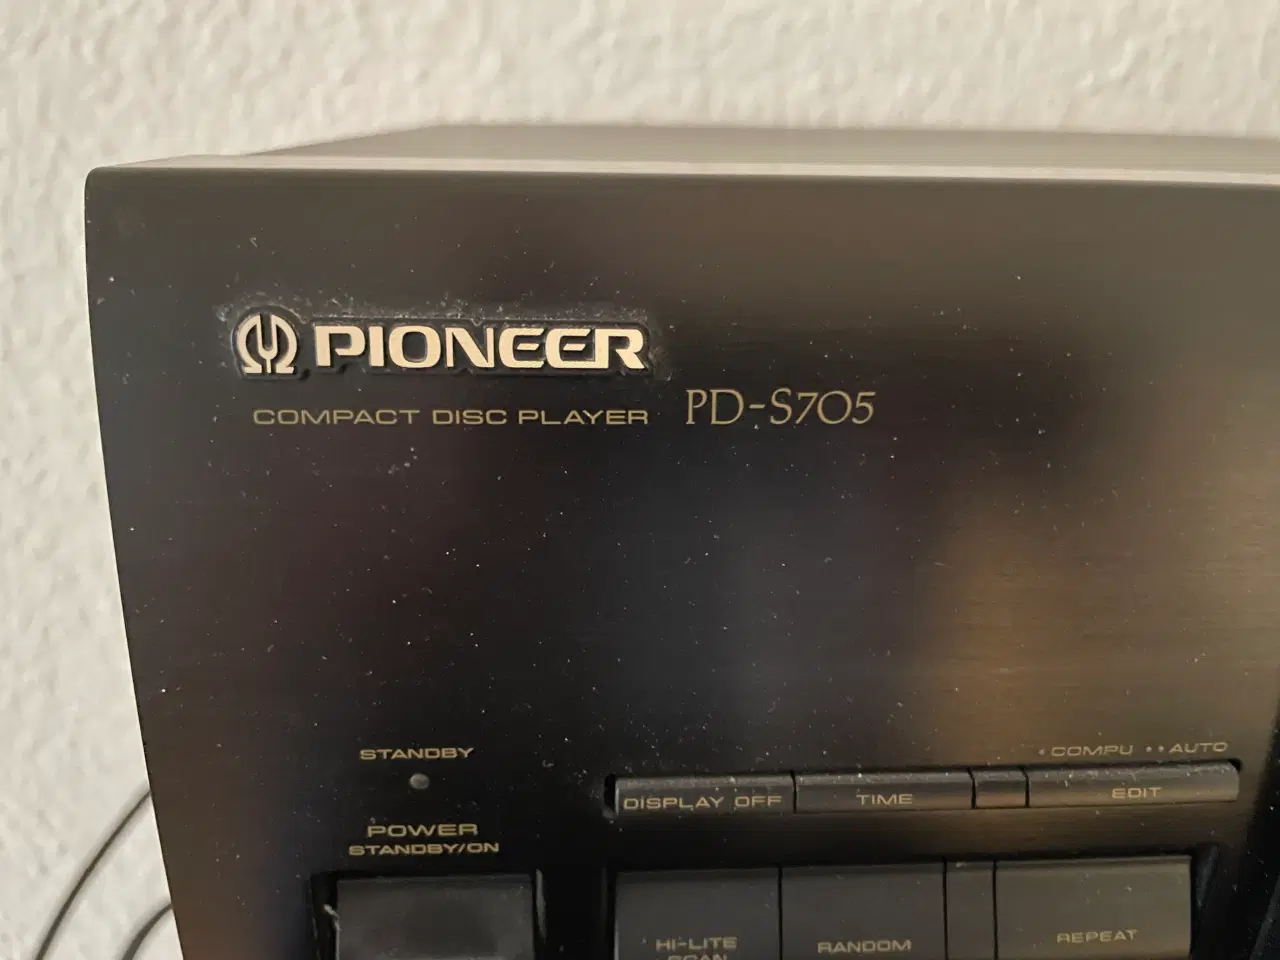 PIONEER
COMPACT DISC PLAYER PD-S705
STANDBY
•COMPU ••AUTO
DISPLAY OFF TIME EDIT
POWER
STANDBY/ON
HI-LITE
SCAN
RANDOM
REPEAT